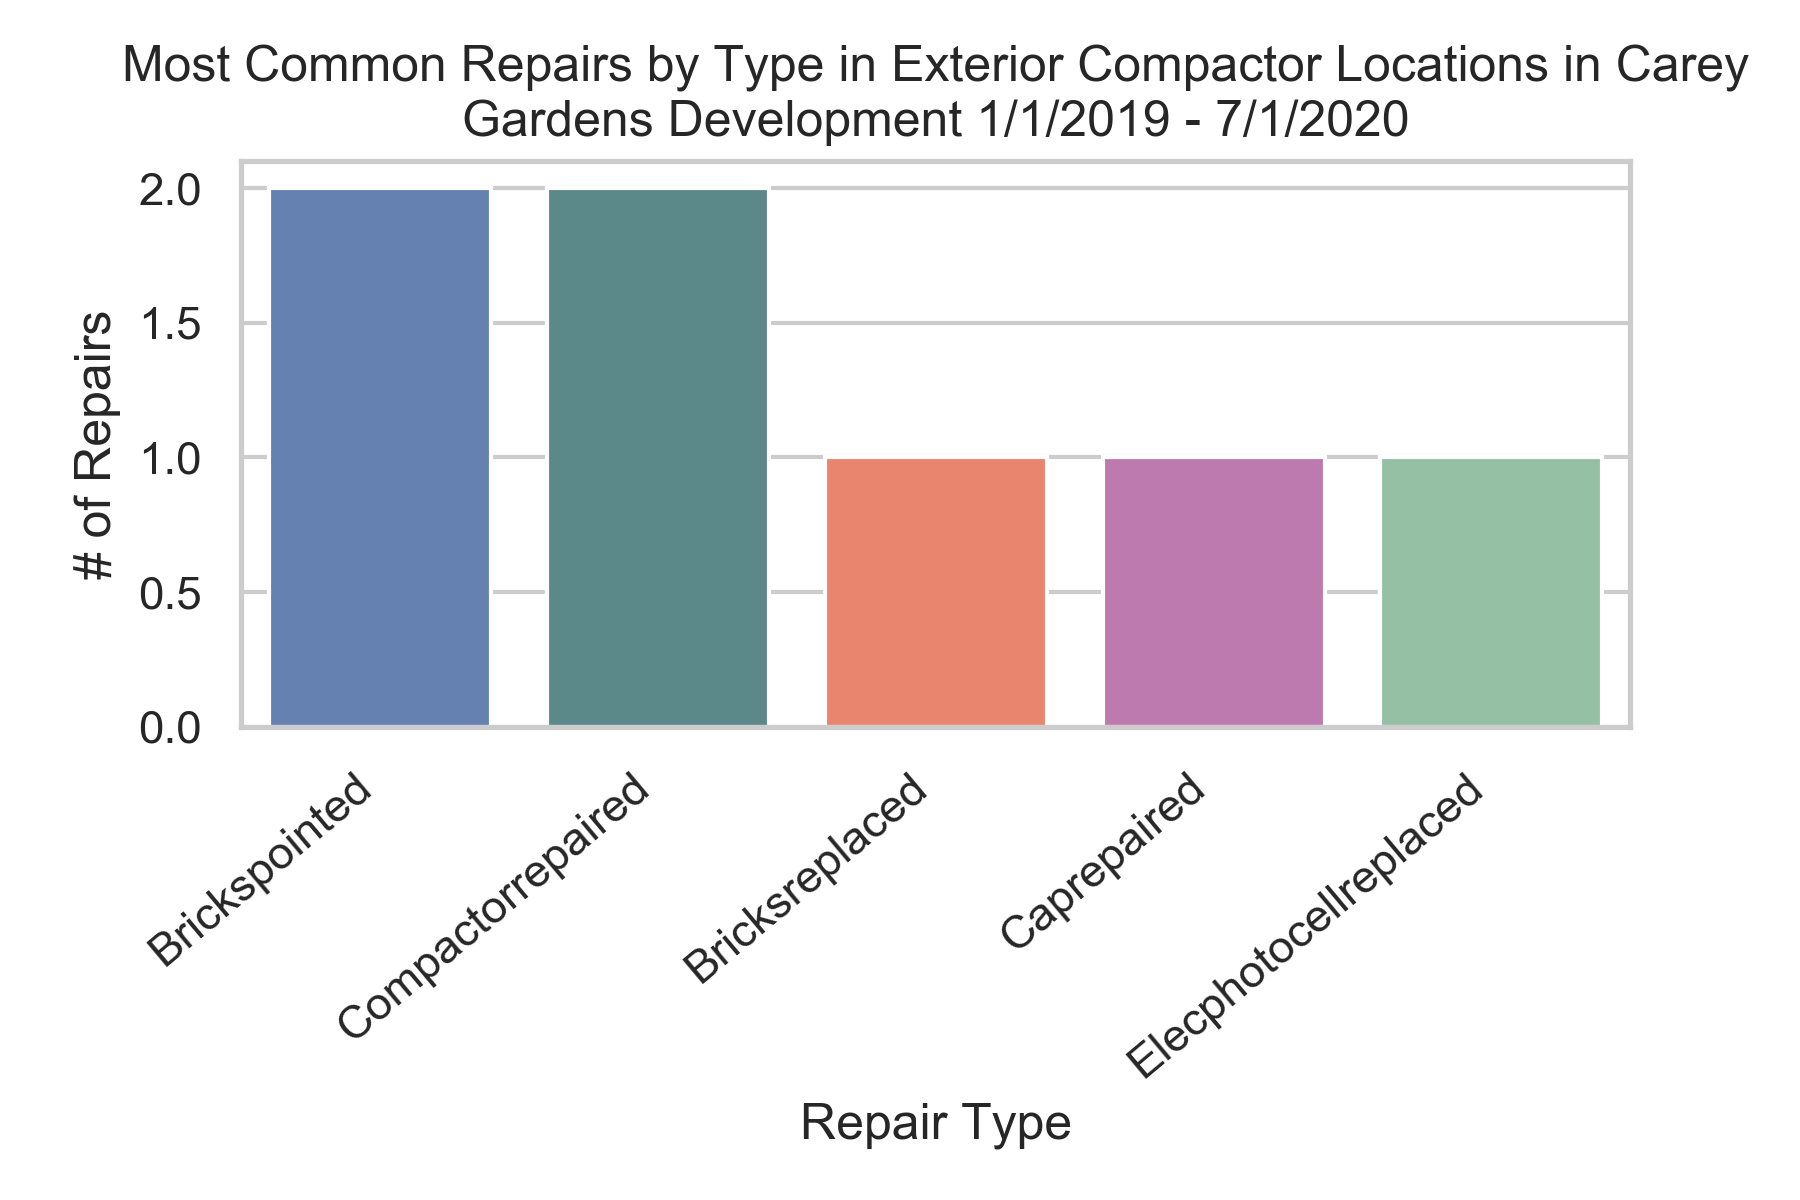 Most Common Repairs by Type in Exterior Compactor Locations in Carey
Gardens Development 1/1/2019 - 7/1/2020
# of Repairs
2.0
1.5
1.0
0.5
0.0
Brickspointed
Compactorrepaired
Bricksreplaced
Caprepaired
Elecphotocellreplaced
Repair Type